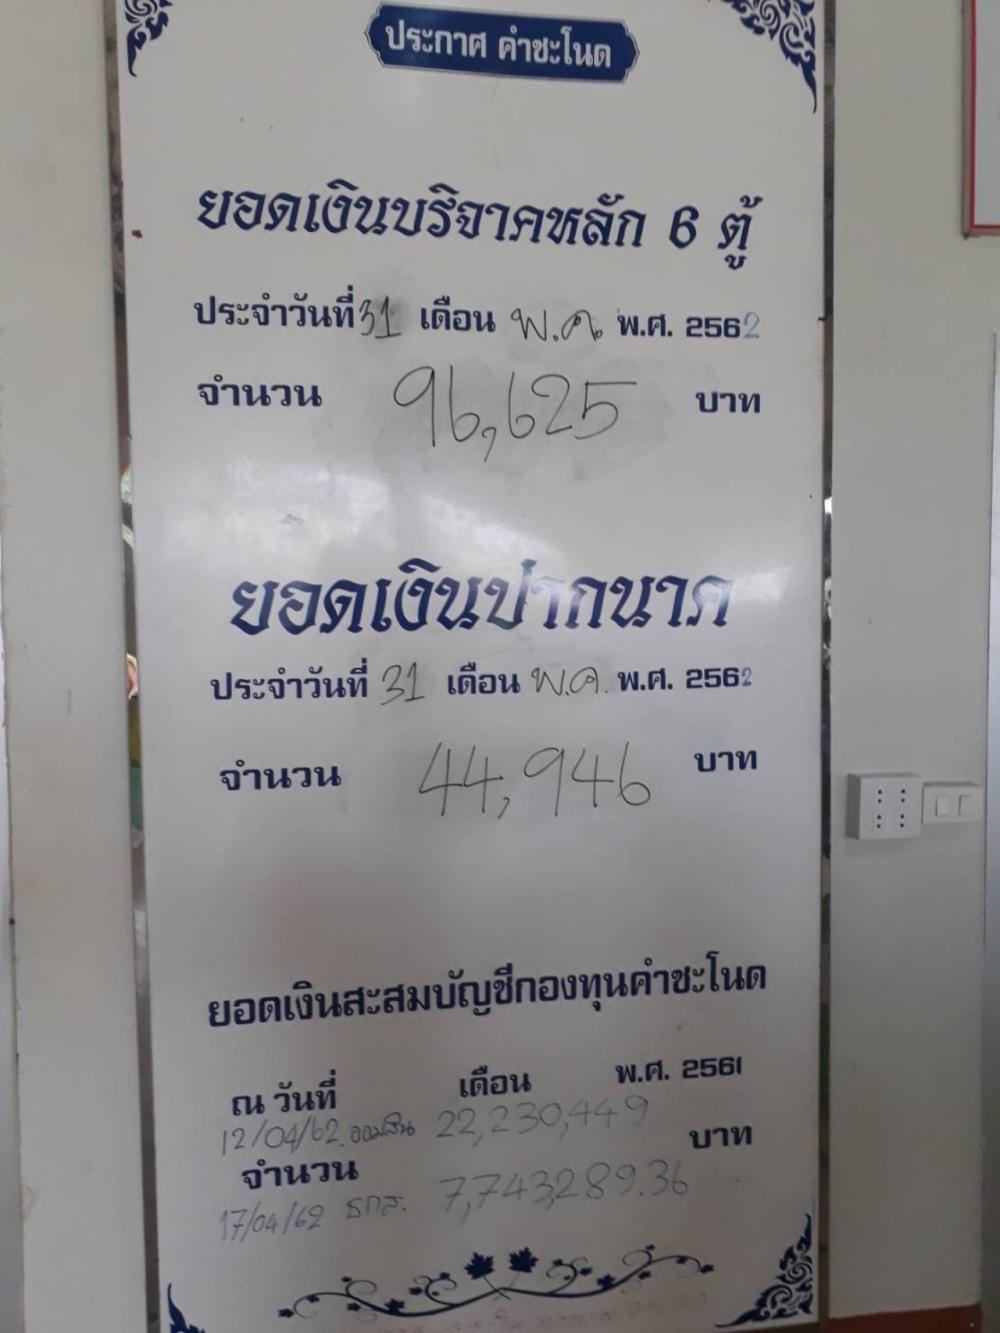 ประกาศ คำชะโนด
ยอดเงินบริจาคหลัก 6 ตู้
ประจำวันที่ 31 เดือน พ.ค. พ.ศ. 2562
จำนวน 96,625 บาท
ยอดเงินปากนาค
ประจำวันที่ 31 เดือน พ.ค. พ.ศ. 2562
จำนวน 44,946 บาท
ยอดเงินสะสมบัญชีกองทุนคำชะโนด
ณ วันที่ เดือน พ.ศ. 2561
12/04/62 ออมสิน 22,230,449
จำนวน บาท
17/04/62 ธกส. 7,743,289.36